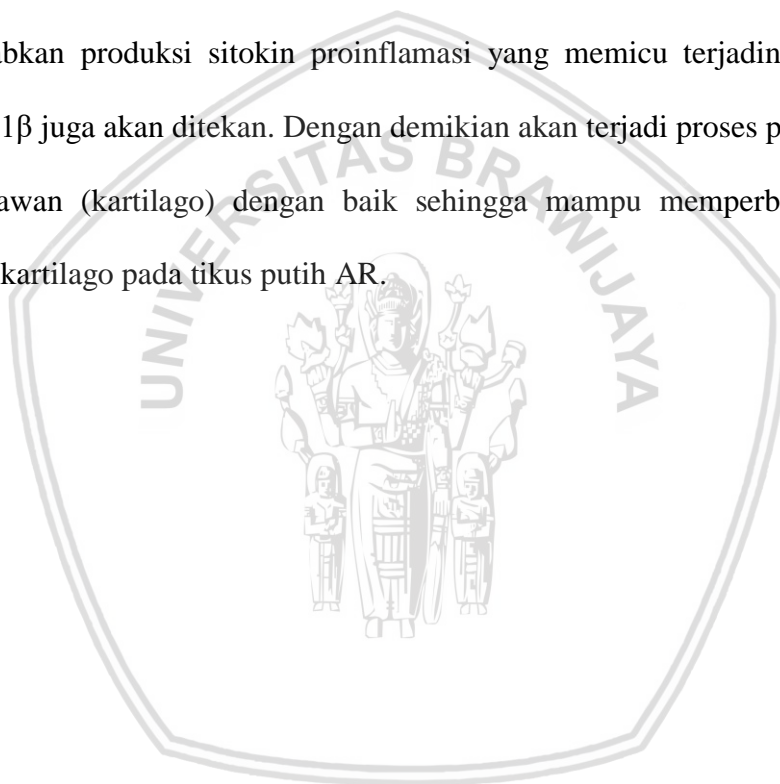 abkan produksi sitokin proinflamasi yang memicu terjadin
1β juga akan ditekan. Dengan demikian akan terjadi proses p
awan (kartilago) dengan baik sehingga mampu memperb
kartilago pada tikus putih AR.
UNIVERSITAS BRAWIJAYA